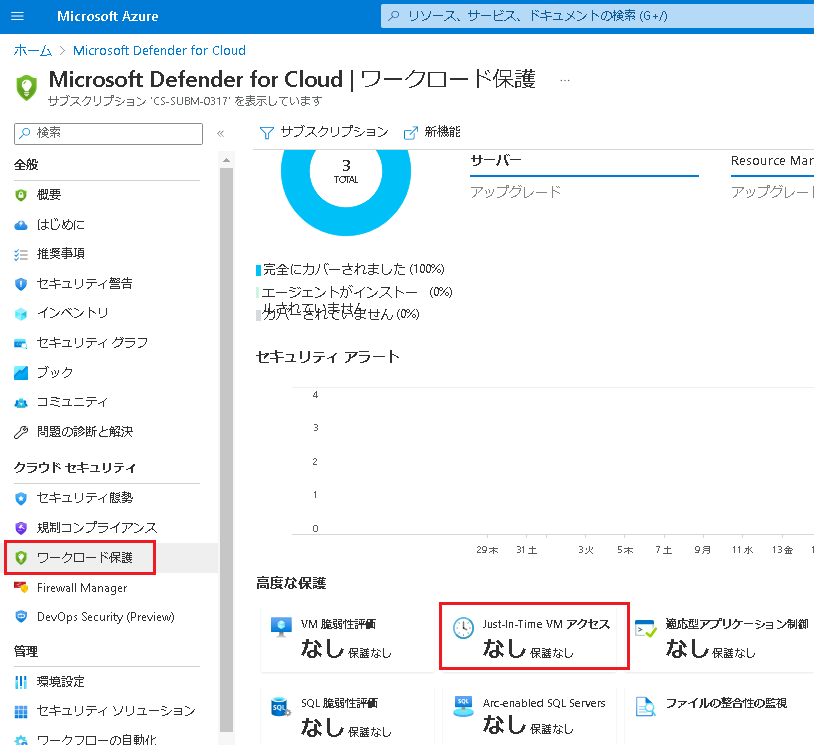 Microsoft Azure
リソース、サービス、ドキュメントの検索 (G+/)
ホーム > Microsoft Defender for Cloud
Microsoft Defender for Cloud | ワークロード保護 ...
サブスクリプション 'CS-SUBM-0317' を表示しています
検索
«
サブスクリプション
新機能
全般
概要
はじめに
推奨事項
セキュリティ警告
インベントリ
セキュリティ グラフ
ブック
コミュニティ
問題の診断と解決
クラウド セキュリティ
セキュリティ態勢
規制コンプライアンス
ワークロード保護
Firewall Manager
DevOps Security (Preview)
管理
環境設定
セキュリティ ソリューション
ワークフローの自動化
3
TOTAL
サーバー
アップグレード
Resource Mar
アップグレード
完全にカバーされました (100%)
エージェントがインストー (0%)
ルされていません
カバーされていません (0%)
セキュリティ アラート
4
3
2
1
0
29木 31土 3火 5木 7土 9月 11水 13金
高度な保護
VM 脆弱性評価
なし 保護なし
Just-In-Time VM アクセス
なし 保護なし
適応型アプリケーション制御
なし 保護なし
SQL 脆弱性評価
なし 保護なし
Arc-enabled SQL Servers
なし 保護なし
ファイルの整合性の監視